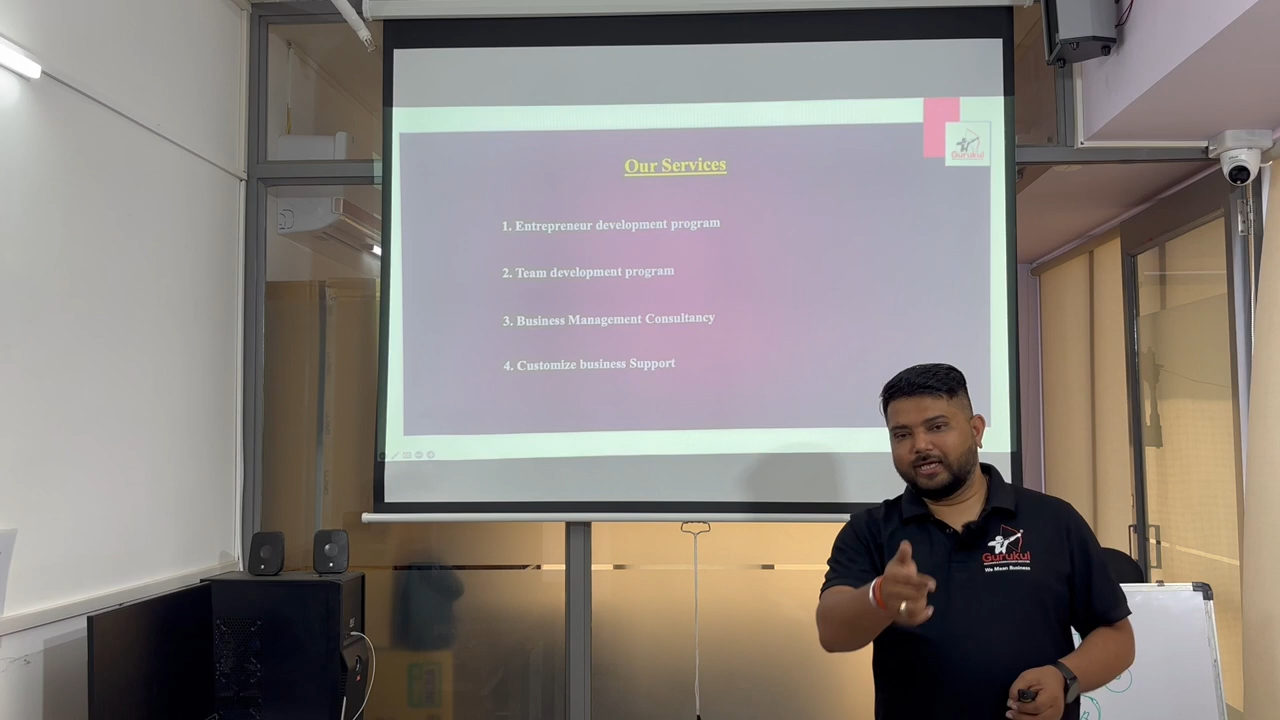 Our Services
Gurukul
1. Entrepreneur development program
2. Team development program
3. Business Management Consultancy
4. Customize business Support
Gurukul
We Mean Business